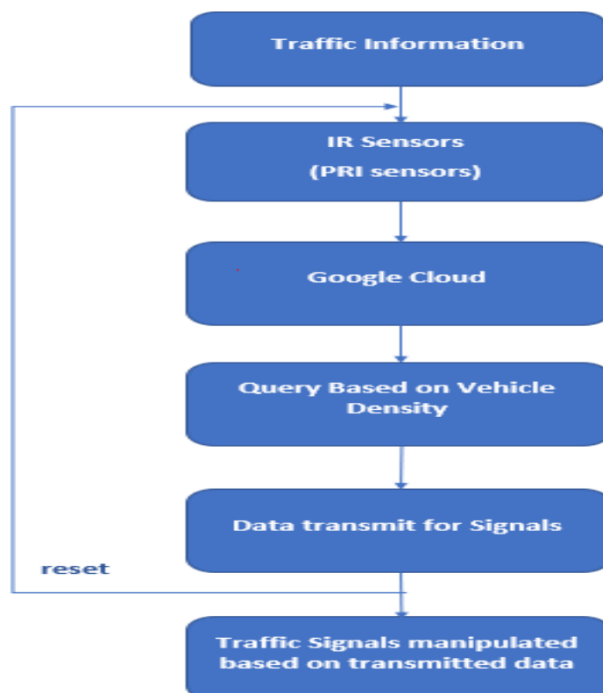 Traffic Information
IR Sensors
(PRI sensors)
Google Cloud
Query Based on Vehicle
Density
Data transmit for Signals
reset
Traffic Signals manipulated
based on transmitted data